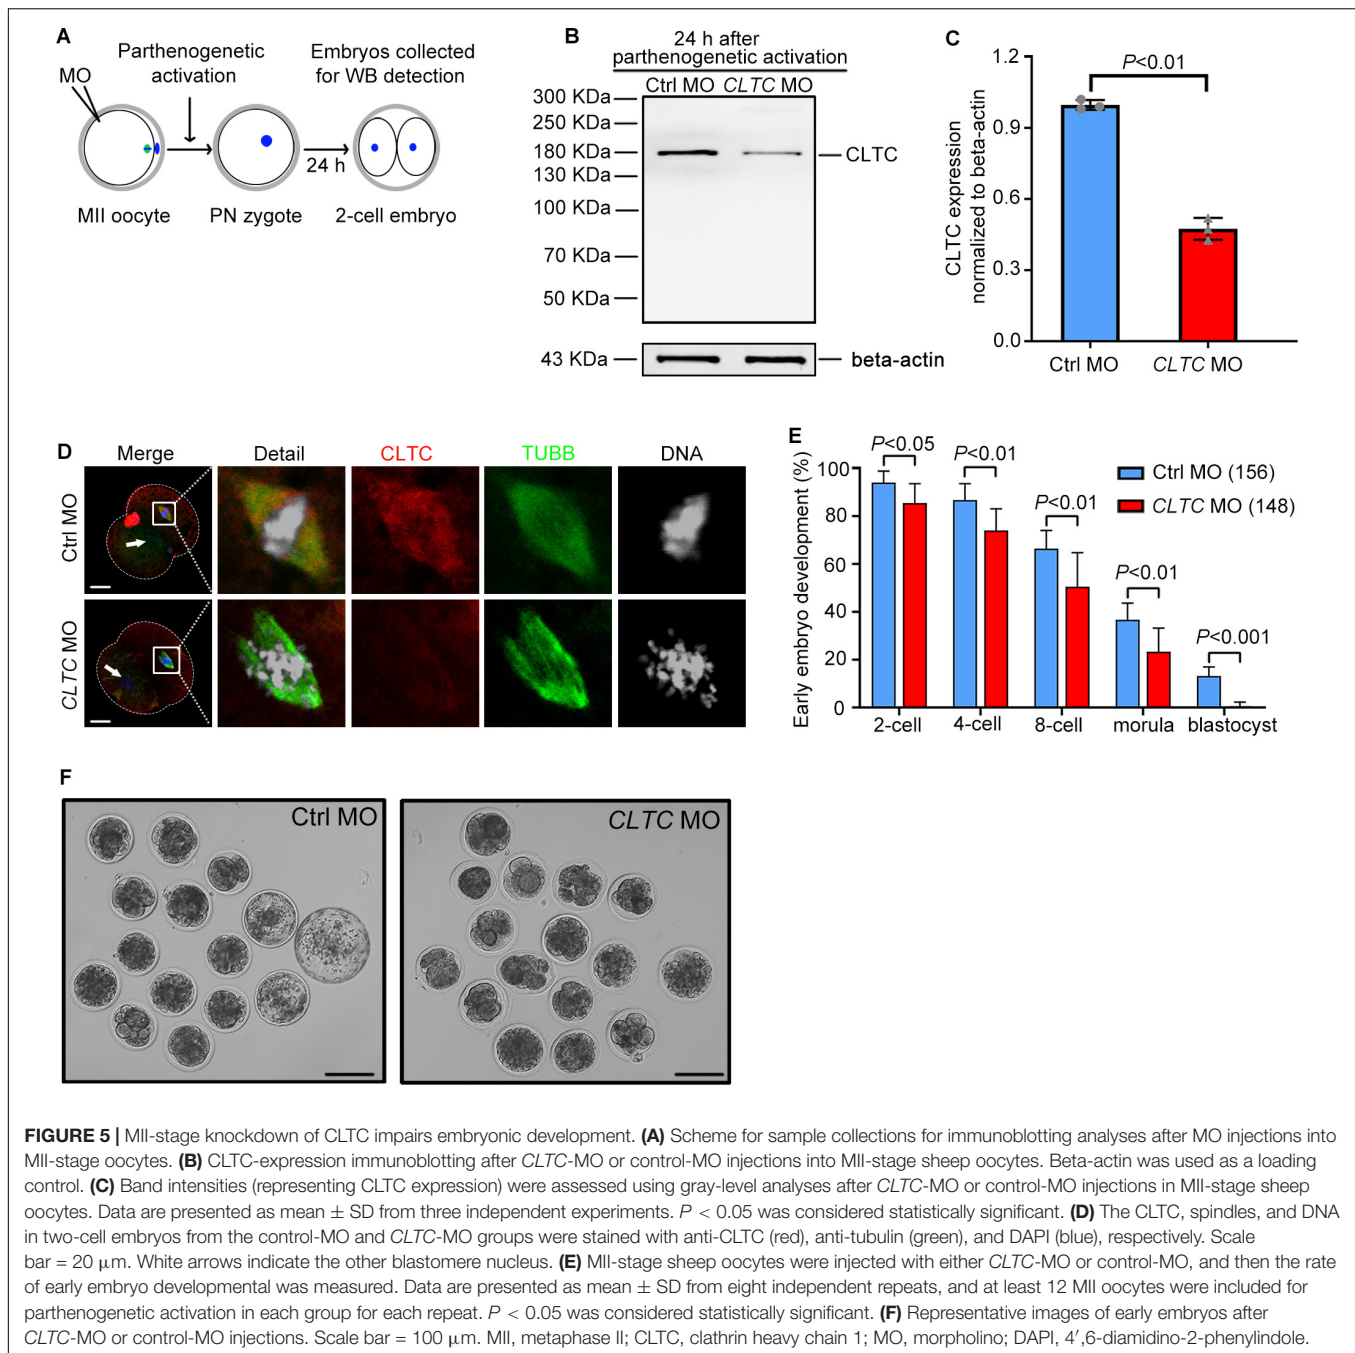 A
Parthenogenetic
activation
Embryos collected
for WB detection
MO
24 h
MII oocyte
PN zygote
2-cell embryo
B
24 h after
parthenogenetic activation
Ctrl MO
CLTC MO
300 KDa
250 KDa
180 KDa
130 KDa
100 KDa
70 KDa
50 KDa
43 KDa
CLTC
beta-actin
C
CLTC expression
normalized to beta-actin
1.2
0.9
0.6
0.3
0.0
P<0.01
Ctrl MO
CLTC MO
D
Merge
Detail
CLTC
TUBB
DNA
Ctrl MO
CLTC MO
E
Early embryo development (%)
100
80
60
40
20
0
P<0.05
P<0.01
P<0.01
P<0.01
P<0.001
Ctrl MO (156)
CLTC MO (148)
2-cell
4-cell
8-cell
morula
blastocyst
F
Ctrl MO
CLTC MO
FIGURE 5 | MII-stage knockdown of CLTC impairs embryonic development. (A) Scheme for sample collections for immunoblotting analyses after MO injections into
MII-stage oocytes. (B) CLTC-expression immunoblotting after CLTC-MO or control-MO injections into MII-stage sheep oocytes. Beta-actin was used as a loading
control. (C) Band intensities (representing CLTC expression) were assessed using gray-level analyses after CLTC-MO or control-MO injections in MII-stage sheep
oocytes. Data are presented as mean ± SD from three independent experiments. P < 0.05 was considered statistically significant. (D) The CLTC, spindles, and DNA
in two-cell embryos from the control-MO and CLTC-MO groups were stained with anti-CLTC (red), anti-tubulin (green), and DAPI (blue), respectively. Scale
bar = 20 μm. White arrows indicate the other blastomere nucleus. (E) MII-stage sheep oocytes were injected with either CLTC-MO or control-MO, and then the rate
of early embryo developmental was measured. Data are presented as mean ± SD from eight independent repeats, and at least 12 MII oocytes were included for
parthenogenetic activation in each group for each repeat. P < 0.05 was considered statistically significant. (F) Representative images of early embryos after
CLTC-MO or control-MO injections. Scale bar = 100 μm. MII, metaphase II; CLTC, clathrin heavy chain 1; MO, morpholino; DAPI, 4′,6-diamidino-2-phenylindole.